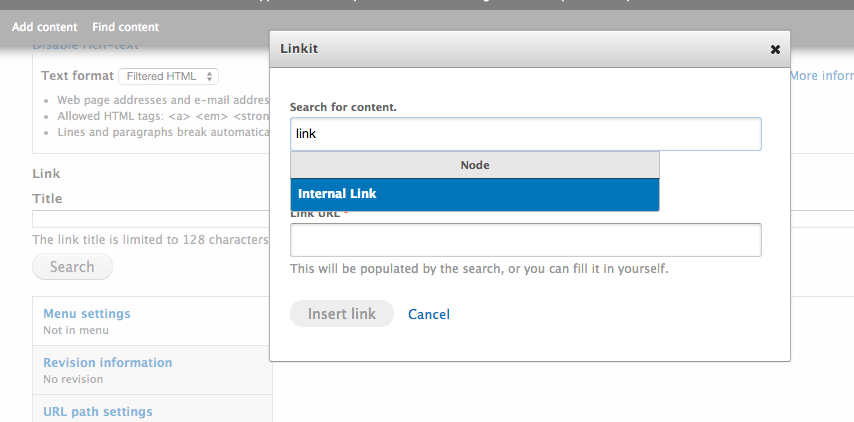 Add content Find content
Disable rich-text
Text format Filtered HTML
More inforr
• Web page addresses and e-mail addres
• Allowed HTML tags: <a> <em> <stron
• Lines and paragraphs break automatica
Link
Title
The link title is limited to 128 characters
Search
Menu settings
Not in menu
Revision information
No revision
URL path settings
Linkit
Search for content.
link
Node
Internal Link
Link URL *
This will be populated by the search, or you can fill it in yourself.
Insert link Cancel